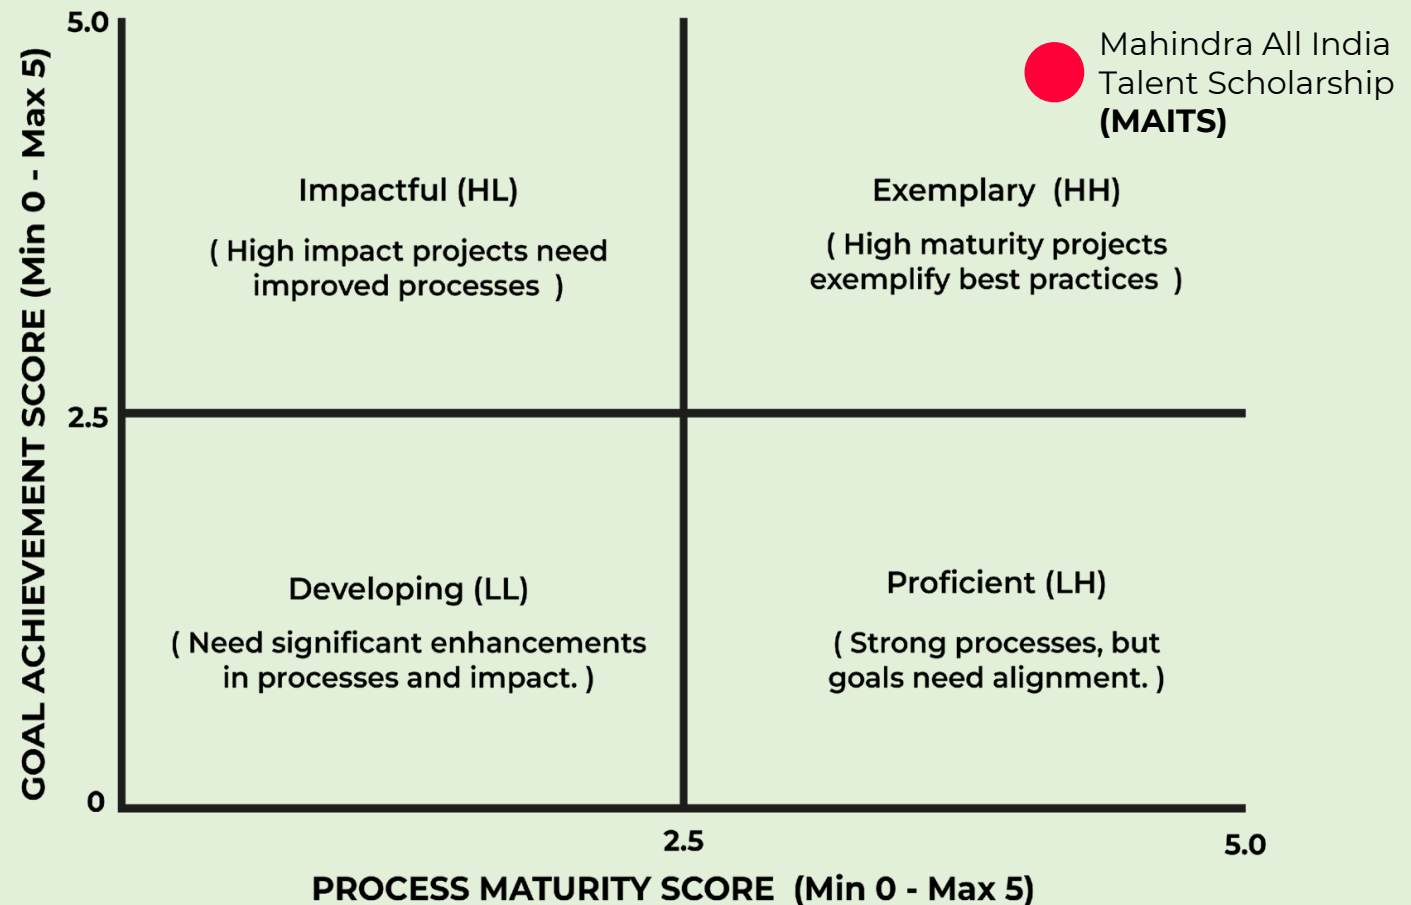 5.0
Mahindra All India
Talent Scholarship
(MAITS)
GOAL ACHIEVEMENT SCORE (Min 0 - Max 5)
Impactful (HL)
( High impact projects need
improved processes )
Exemplary (HH)
( High maturity projects
exemplify best practices )
2.5
Developing (LL)
( Need significant enhancements
in processes and impact. )
Proficient (LH)
( Strong processes, but
goals need alignment. )
0
2.5
5.0
PROCESS MATURITY SCORE (Min 0 - Max 5)